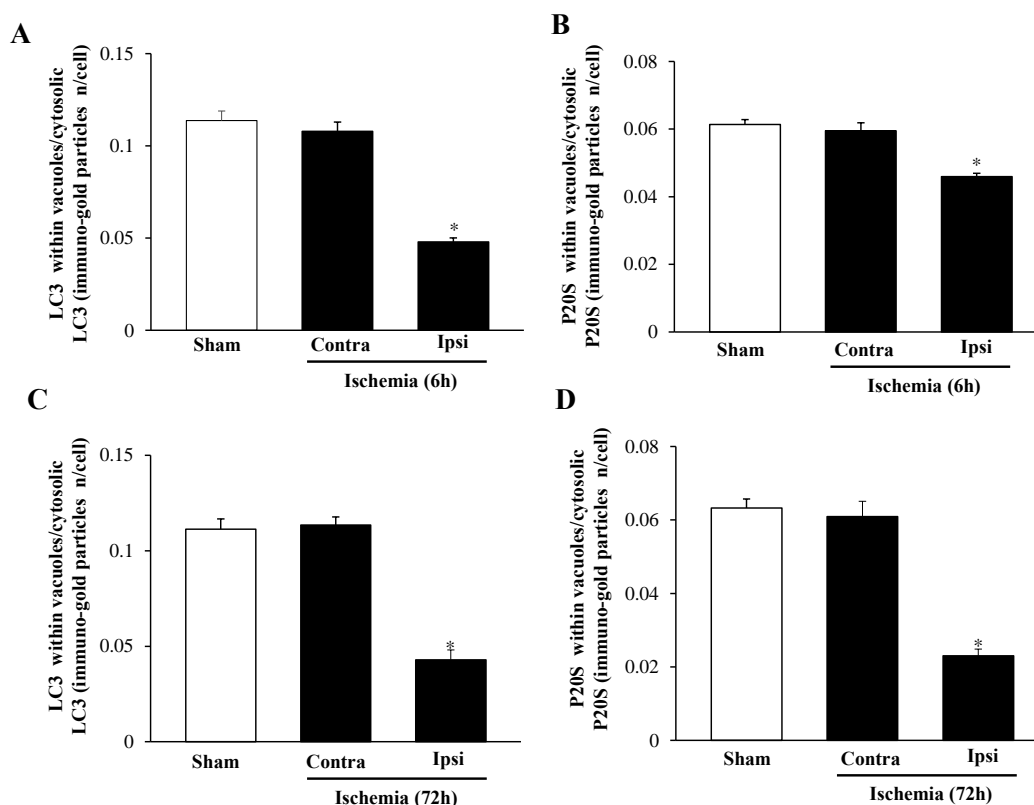 A
LC3 within vacuoles/cytosolic
LC3 (immuno-gold particles n/cell)
0.15
0.1
0.05
0
Sham
Contra
Ipsi
*
Ischemia (6h)
B
P20S within vacuoles/cytosolic
P20S (immuno-gold particles n/cell)
0.08
0.06
0.04
0.02
0
Sham
Contra
Ipsi
*
Ischemia (6h)
C
LC3 within vacuoles/cytosolic
LC3 (immuno-gold particles n/cell)
0.15
0.1
0.05
0
Sham
Contra
Ipsi
*
Ischemia (72h)
D
P20S within vacuoles/cytosolic
P20S (immuno-gold particles n/cell)
0.08
0.06
0.04
0.02
0
Sham
Contra
Ipsi
*
Ischemia (72h)